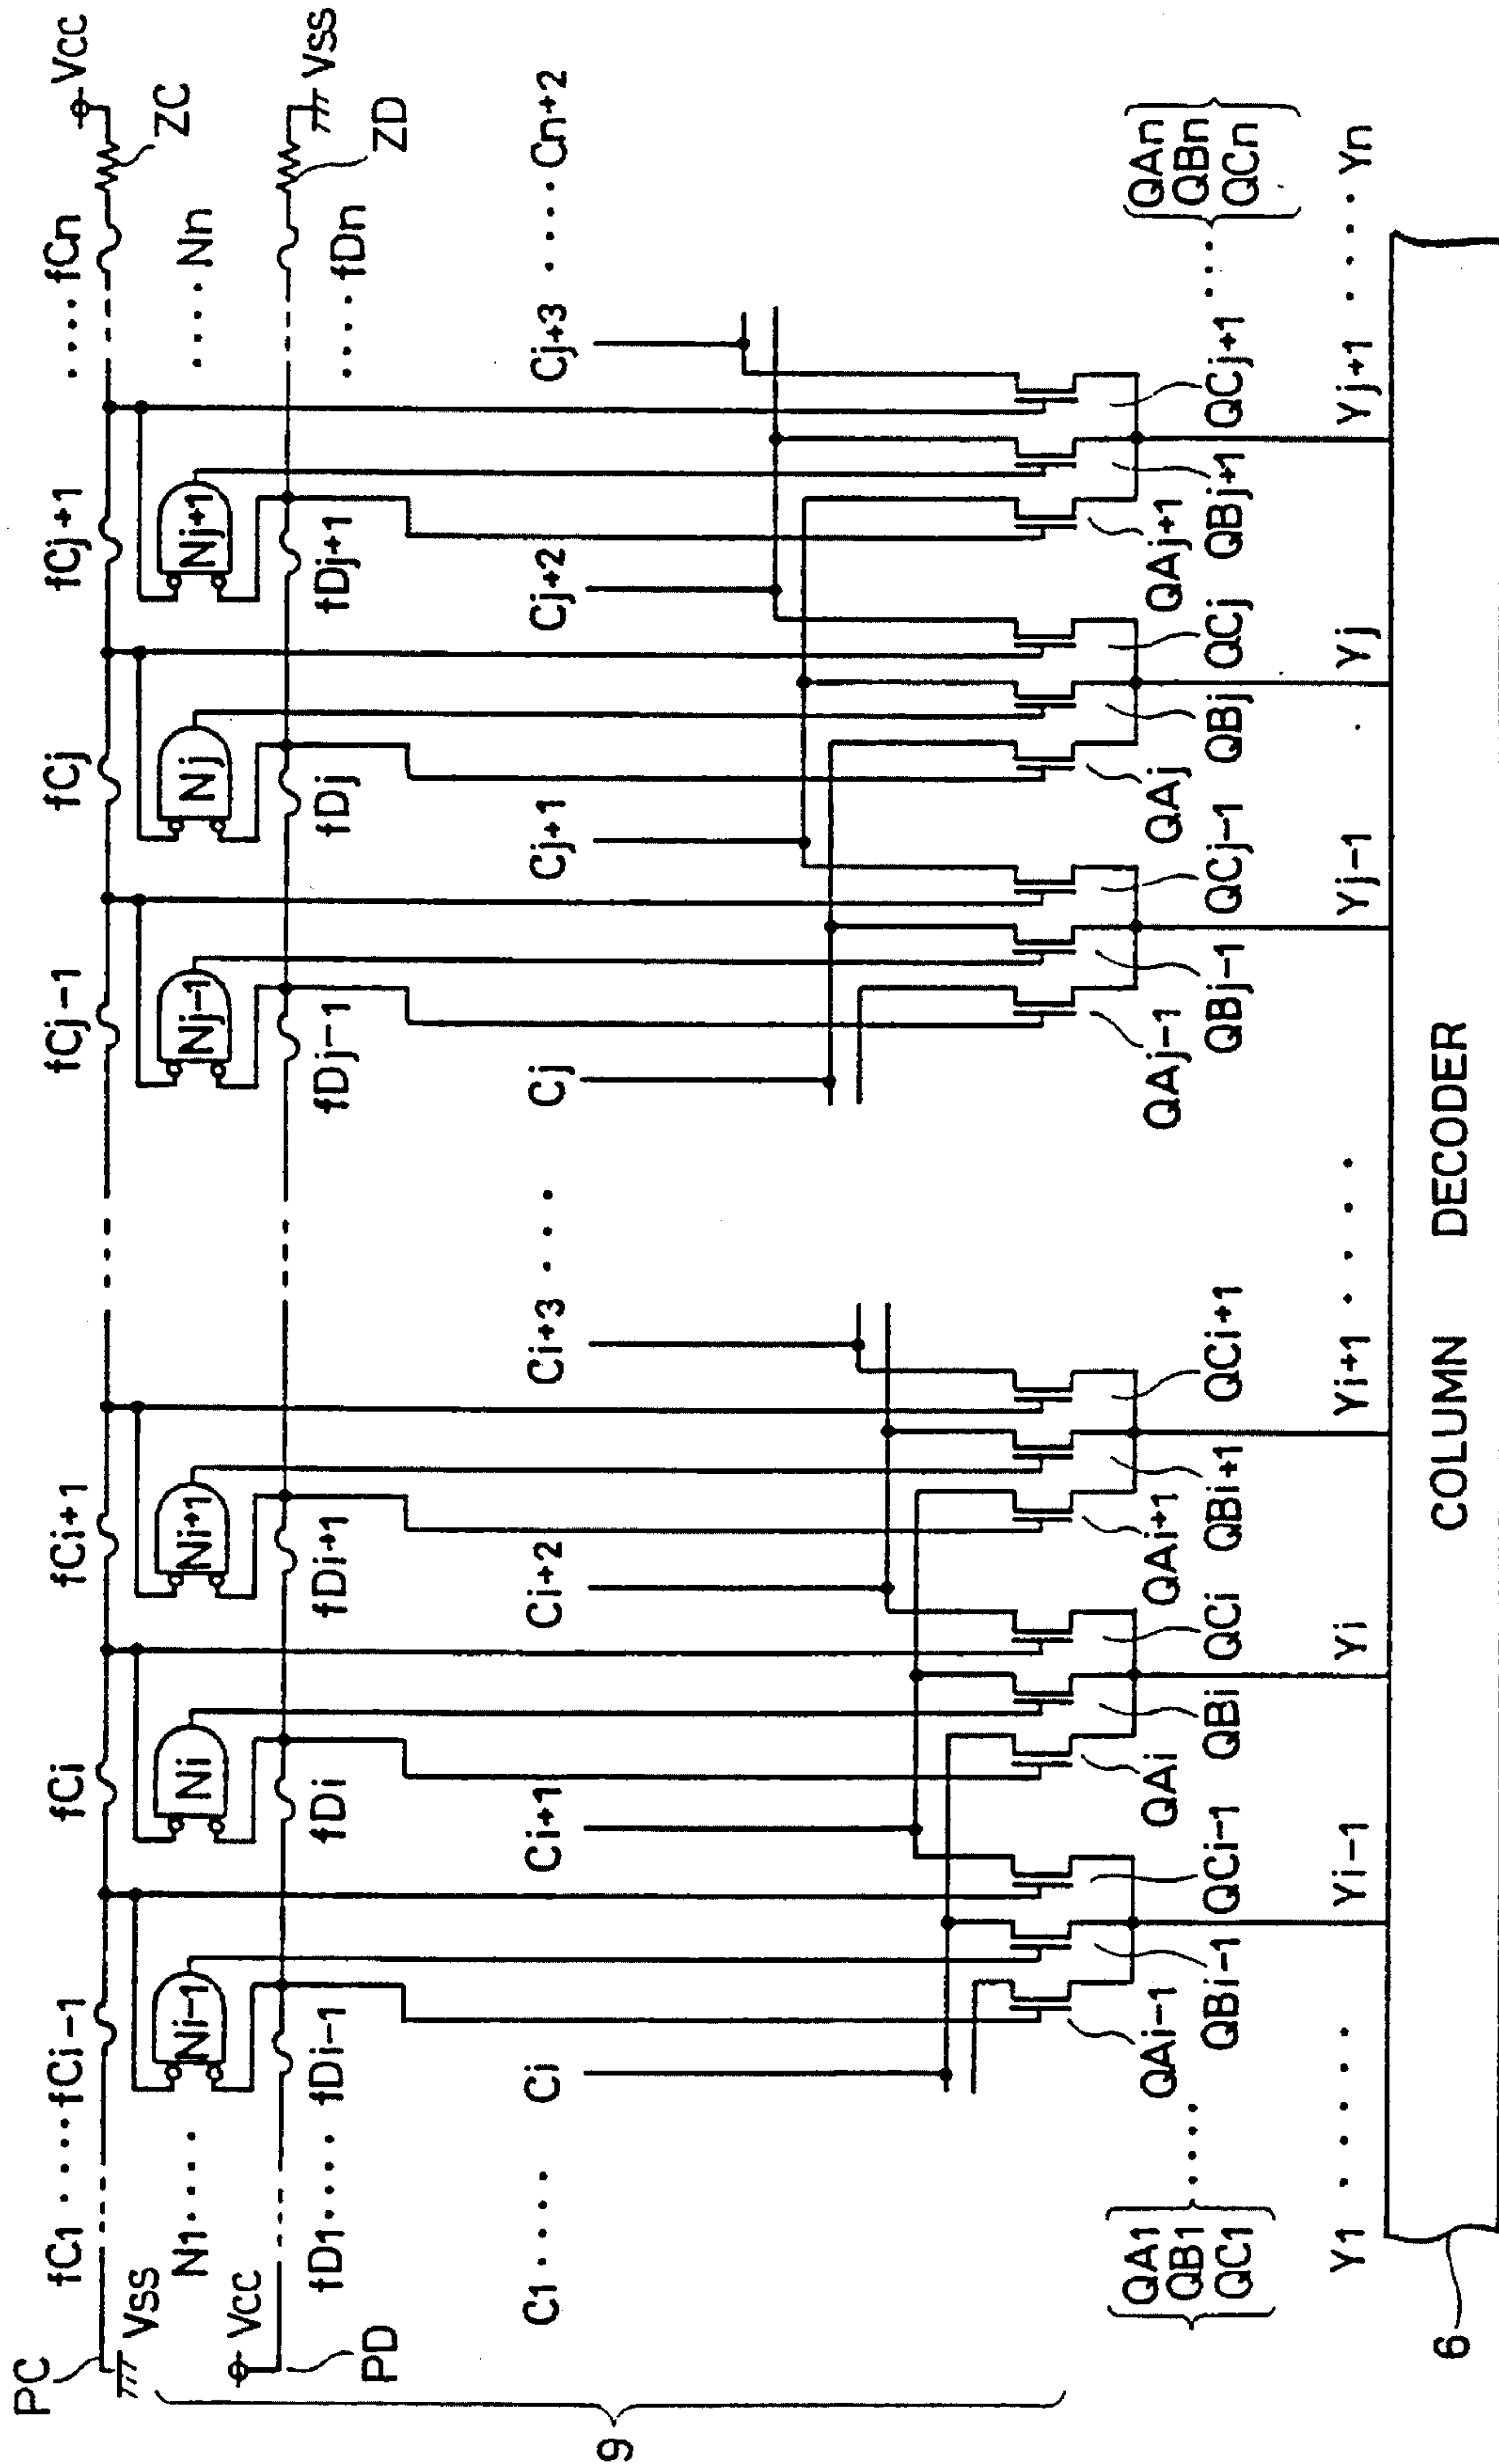 PC
Vss
fC1 ‥‥ fCi-1 fCi fCi+1 fCj-1 fCj fCj+1 ‥‥ fCn
Vcc
ZC
N1 ‥‥ Ni-1 Ni Ni+1 Nj-1 Nj Nj+1 ‥‥ Nn
Vcc
PD
Vss
ZD
fD1 ‥‥ fDi-1 fDi fDi+1 fDj-1 fDj fDj+1 ‥‥ fDn
9
C1 ‥‥ Ci Ci+1 Ci+2 Ci+3 ‥‥ Cj Cj+1 Cj+2 Cj+3 ‥‥ Cn+2
QA1
QB1
QC1
‥‥
QAi-1 QBi-1 QCi-1 QAi QBi QCi QAi+1 QBi+1 QCi+1
QAj-1 QBj-1 QCj-1 QAj QBj QCj QAj+1 QBj+1 QCj+1
‥‥
QAn
QBn
QCn
Y1 ‥‥ Yi-1 Yi Yi+1 ‥‥ Yj-1 Yj Yj+1 ‥‥ Yn
6
COLUMN DECODER